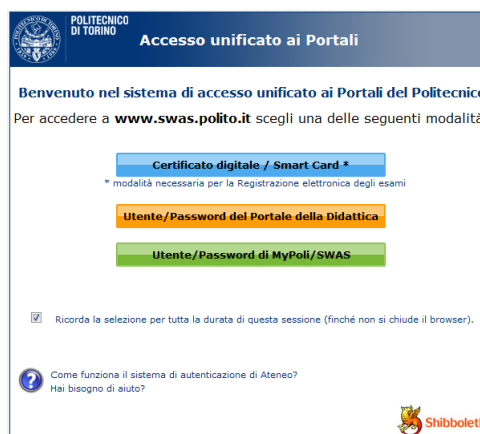 POLITECNICO
DI TORINO
Accesso unificato ai Portali
Benvenuto nel sistema di accesso unificato ai Portali del Politecnico
Per accedere a www.swas.polito.it scegli una delle seguenti modalità
Certificato digitale / Smart Card *
* modalità necessaria per la Registrazione elettronica degli esami
Utente/Password del Portale della Didattica
Utente/Password di MyPoli/SWAS
Ricorda la selezione per tutta la durata di questa sessione (finché non si chiude il browser).
Come funziona il sistema di autenticazione di Ateneo?
Hai bisogno di aiuto?
Shibboleth